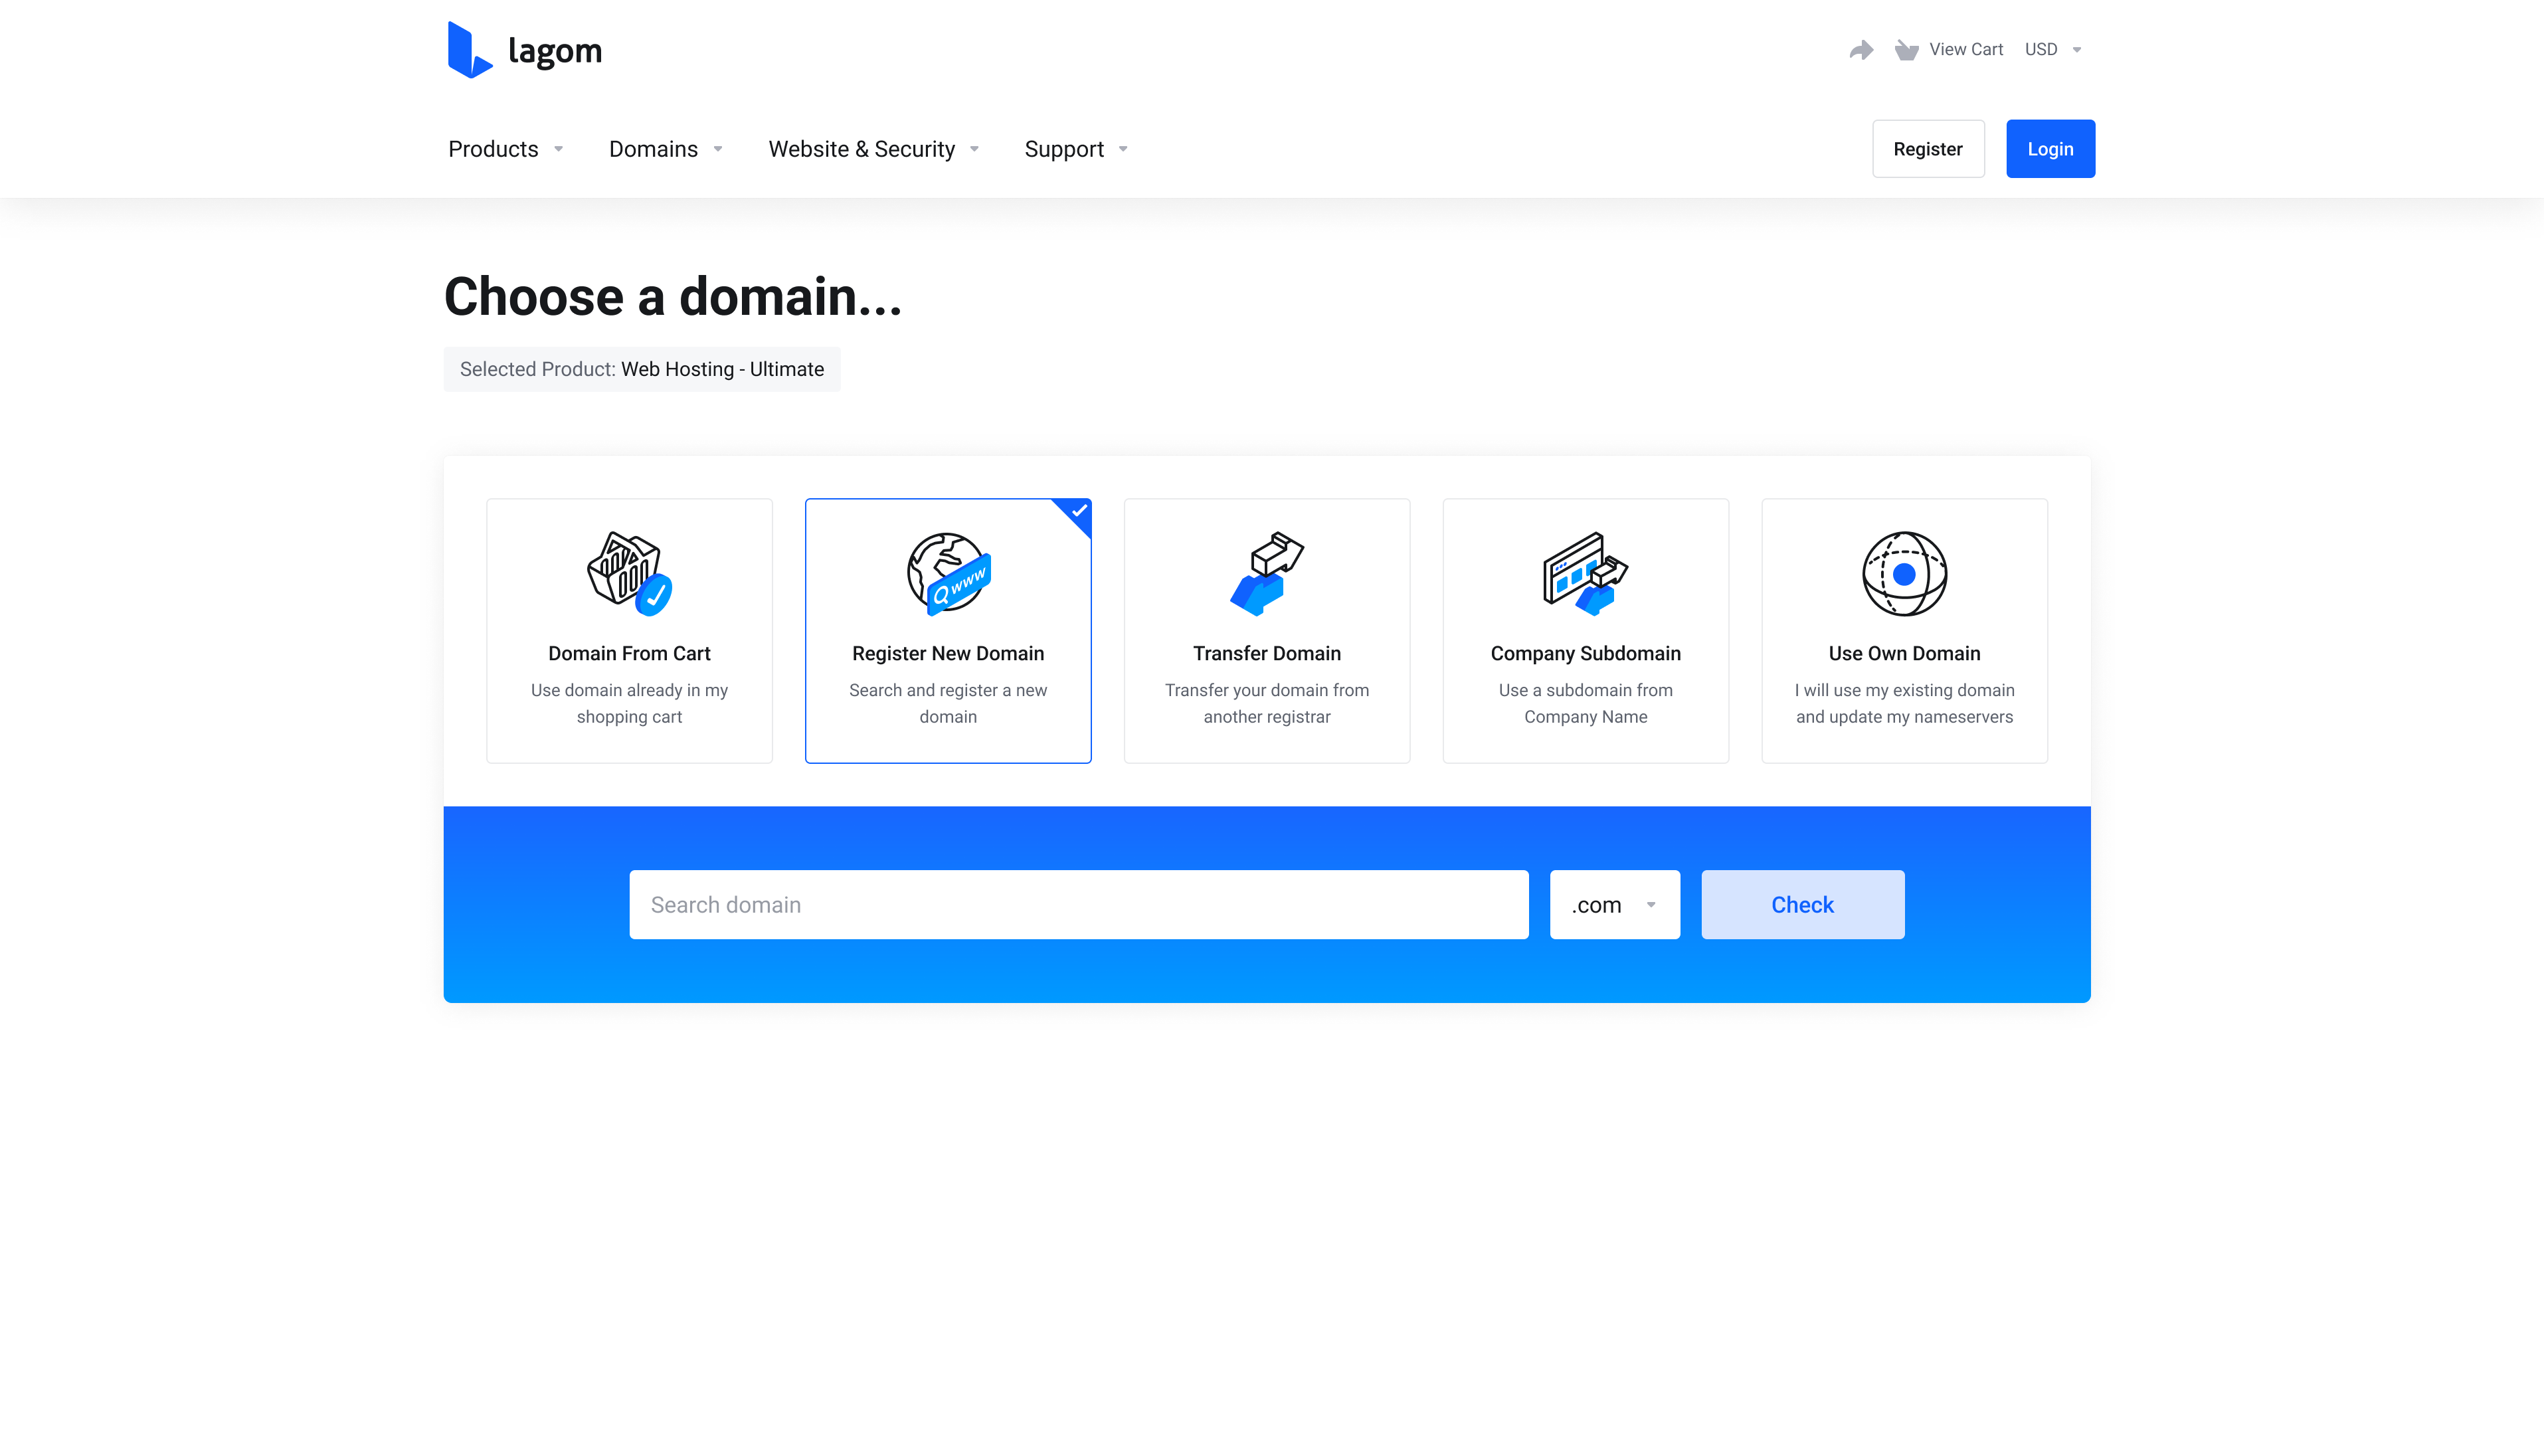 lagom
View Cart USD
Products Domains Website & Security Support Register Login
Choose a domain...
Selected Product: Web Hosting - Ultimate
www
Domain From Cart
Use domain already in my
shopping cart
Register New Domain
Search and register a new
domain
Transfer Domain
Transfer your domain from
another registrar
Company Subdomain
Use a subdomain from
Company Name
Use Own Domain
I will use my existing domain
and update my nameservers
Search domain .com Check